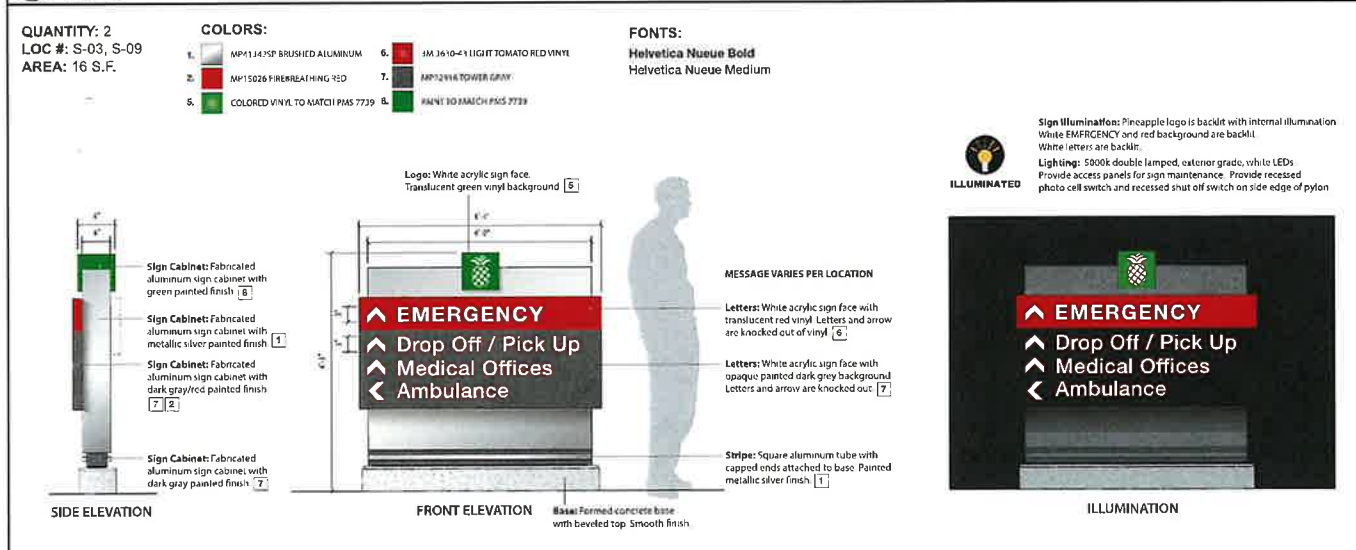 QUANTITY: 2
LOC #: S-03, S-09
AREA: 16 S.F.
COLORS:
1. BRUSHED ALUMINUM
2. MP15026 FIREBREATHING RED
5. COLORED VINYL TO MATCH PMS 7739
6. 3M 3630-43 LIGHT TOMATO RED VINYL
7. TOWER GRAY
8. PAINT TO MATCH PMS 7739
FONTS:
Helvetica Nueue Bold
Helvetica Nueue Medium
ILLUMINATED
Sign Illumination: Pineapple logo is backlit with internal illumination
White EMERGENCY and red background are backlit.
White letters are backlit.
Lighting: 5000k double lamped, exterior grade, white LEDs.
Provide access panels for sign maintenance. Provide recessed
photo cell switch and recessed shut off switch on side edge of pylon
Sign Cabinet: Fabricated
aluminum sign cabinet with
green painted finish 8
Sign Cabinet: Fabricated
aluminum sign cabinet with
metallic silver painted finish 1
Sign Cabinet: Fabricated
aluminum sign cabinet with
dark gray/red painted finish
7 2
Sign Cabinet: Fabricated
aluminum sign cabinet with
dark gray painted finish. 7
SIDE ELEVATION
Logo: White acrylic sign face.
Translucent green vinyl background 5
EMERGENCY
Drop Off / Pick Up
Medical Offices
Ambulance
FRONT ELEVATION
Base: Formed concrete base
with beveled top. Smooth finish.
MESSAGE VARIES PER LOCATION
Letters: White acrylic sign face with
translucent red vinyl. Letters and arrow
are knocked out of vinyl 6
Letters: White acrylic sign face with
opaque painted dark grey background
Letters and arrow are knocked out. 7
Stripe: Square aluminum tube with
capped ends attached to base. Painted
metallic silver finish. 1
EMERGENCY
Drop Off / Pick Up
Medical Offices
Ambulance
ILLUMINATION